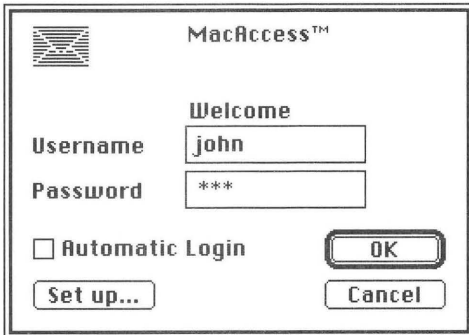 MacAccess™
Welcome
Username john
Password ***
Automatic Login OK
Set up... Cancel